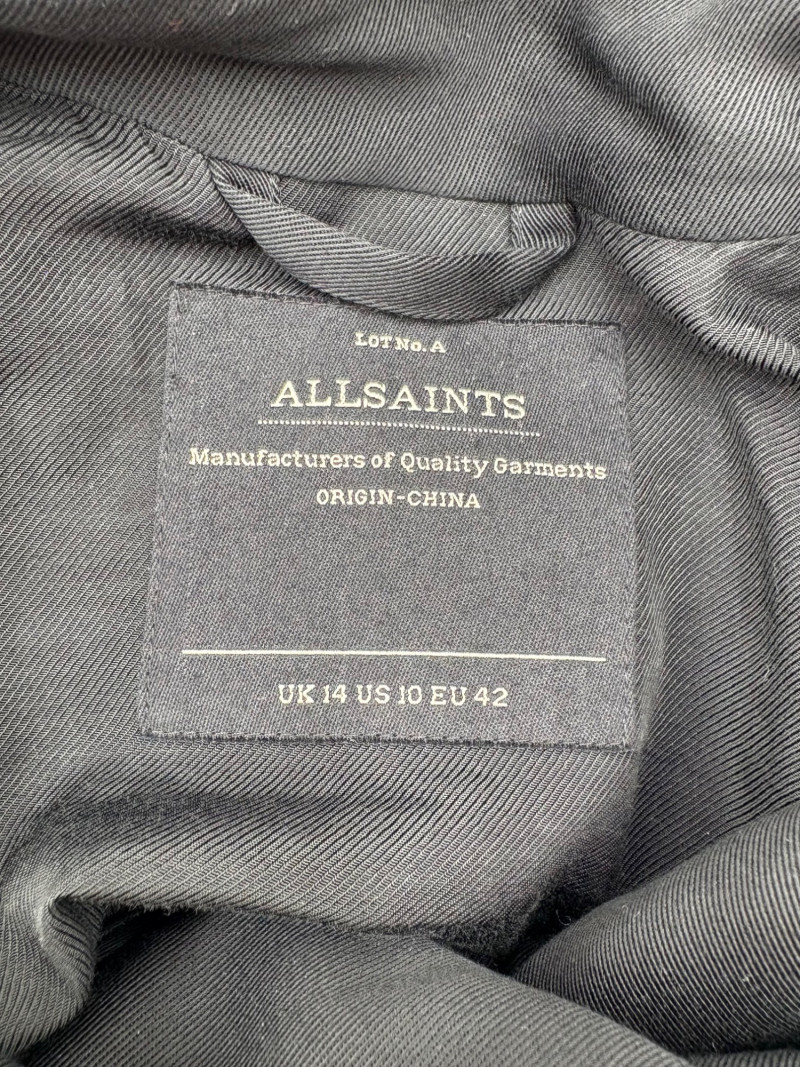 LOT No. A
ALLSAINTS
Manufacturers of Quality Garments
ORIGIN-CHINA
UK 14 US 10 EU 42